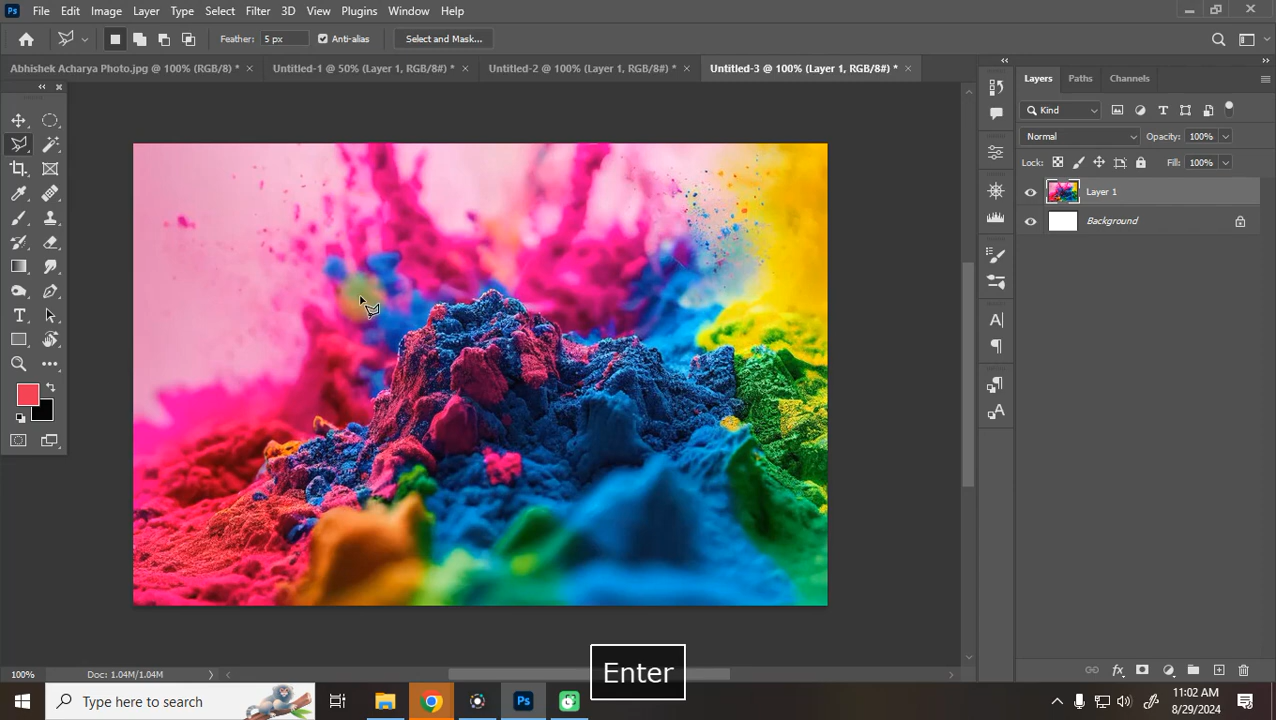 File Edit Image Layer Type Select Filter 3D View Plugins Window Help
Feather: 5 px Anti-alias Select and Mask...
Abhishek Acharya Photo.jpg @ 100% (RGB/8) * Untitled-1 @ 50% (Layer 1, RGB/8#) * Untitled-2 @ 100% (Layer 1, RGB/8#) * Untitled-3 @ 100% (Layer 1, RGB/8#) *
Layers Paths Channels
Kind
Normal Opacity: 100%
Lock: Fill: 100%
Layer 1
Background
100% Doc: 1.04M/1.04M
Enter
Type here to search
11:02 AM
8/29/2024